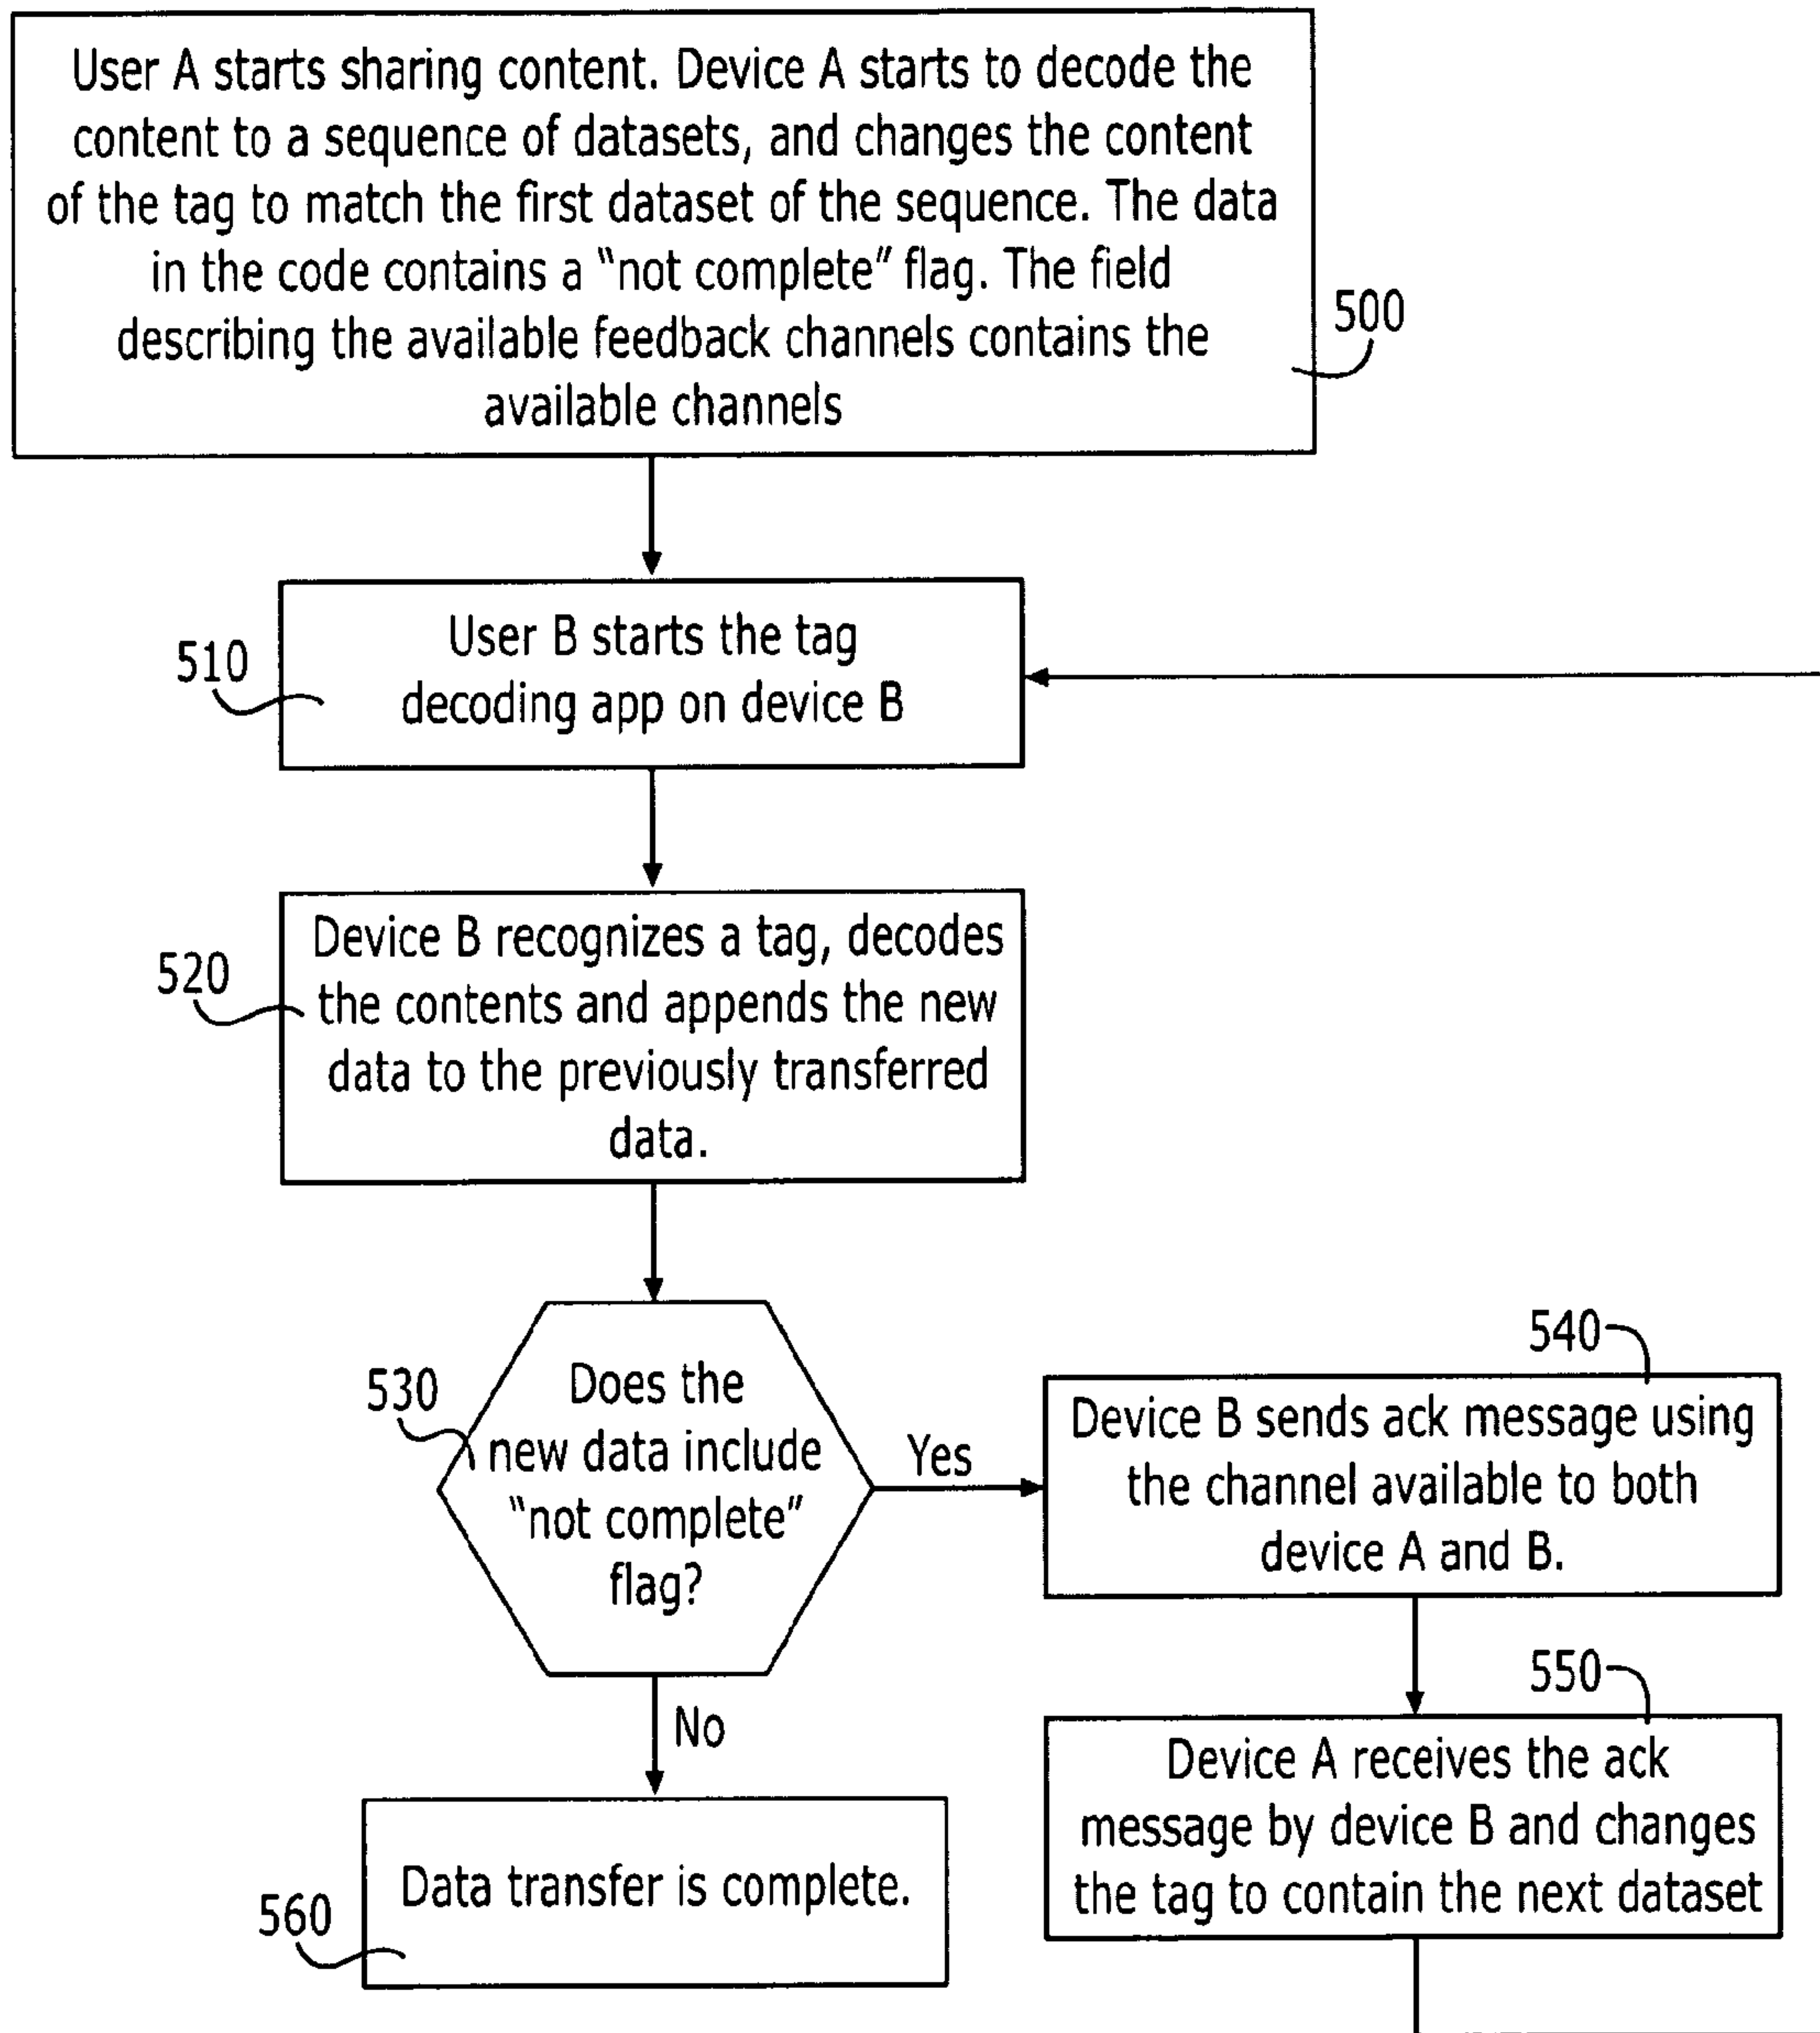 User A starts sharing content. Device A starts to decode the
content to a sequence of datasets, and changes the content
of the tag to match the first dataset of the sequence. The data
in the code contains a “not complete” flag. The field
describing the available feedback channels contains the
available channels
500
User B starts the tag
decoding app on device B
510
Device B recognizes a tag, decodes
the contents and appends the new
data to the previously transferred
data.
520
Does the
new data include
“not complete”
flag?
530
Yes
540
Device B sends ack message using
the channel available to both
device A and B.
550
Device A receives the ack
message by device B and changes
the tag to contain the next dataset
No
Data transfer is complete.
560